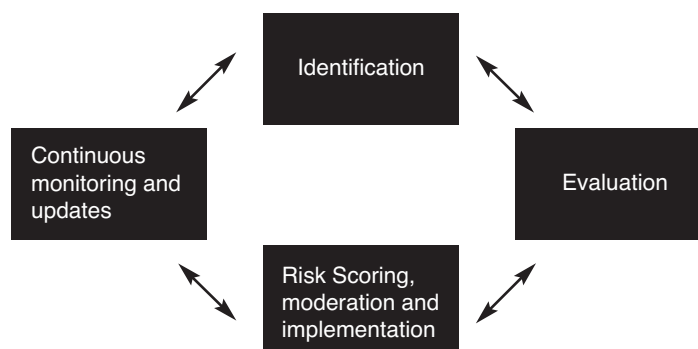 Identification
Continuous
monitoring and
updates
Evaluation
Risk Scoring,
moderation and
implementation